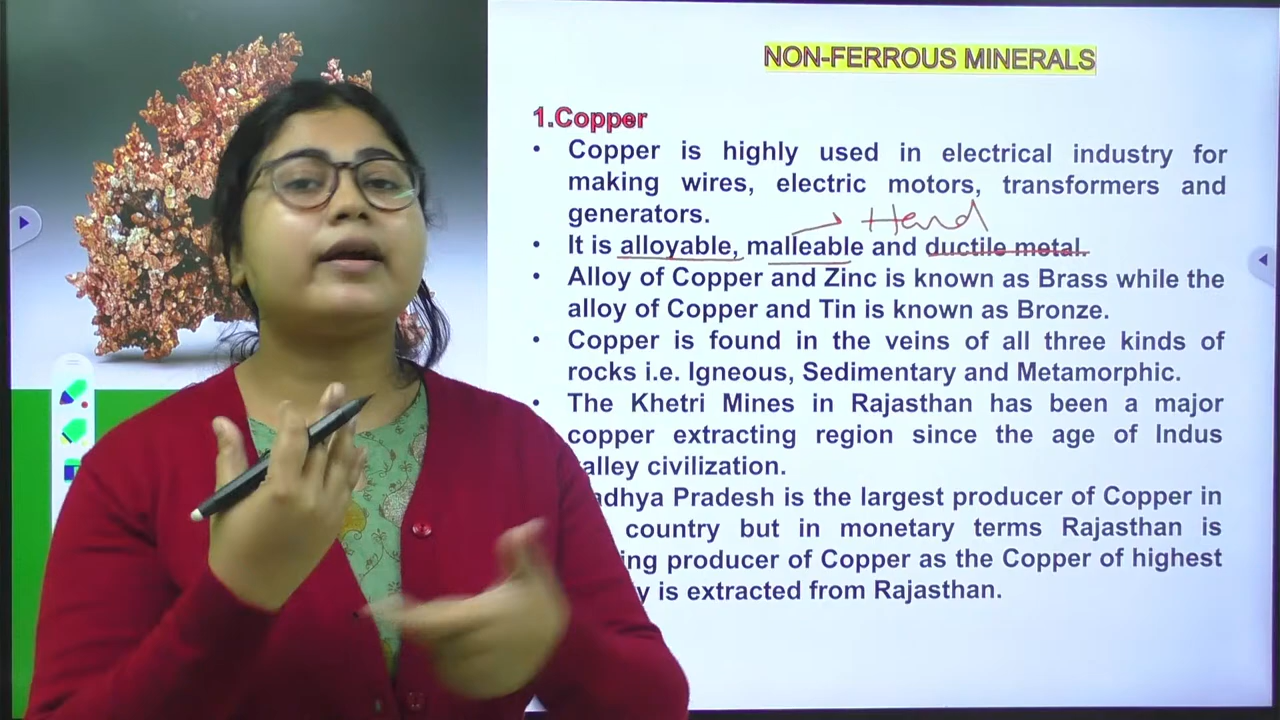 NON-FERROUS MINERALS
1.Copper
• Copper is highly used in electrical industry for
making wires, electric motors, transformers and
generators.
Hard
• It is alloyable, malleable and ductile metal.
• Alloy of Copper and Zinc is known as Brass while the
alloy of Copper and Tin is known as Bronze.
• Copper is found in the veins of all three kinds of
rocks i.e. Igneous, Sedimentary and Metamorphic.
• The Khetri Mines in Rajasthan has been a major
copper extracting region since the age of Indus
alley civilization.
adhya Pradesh is the largest producer of Copper in
country but in monetary terms Rajasthan is
ing producer of Copper as the Copper of highest
y is extracted from Rajasthan.